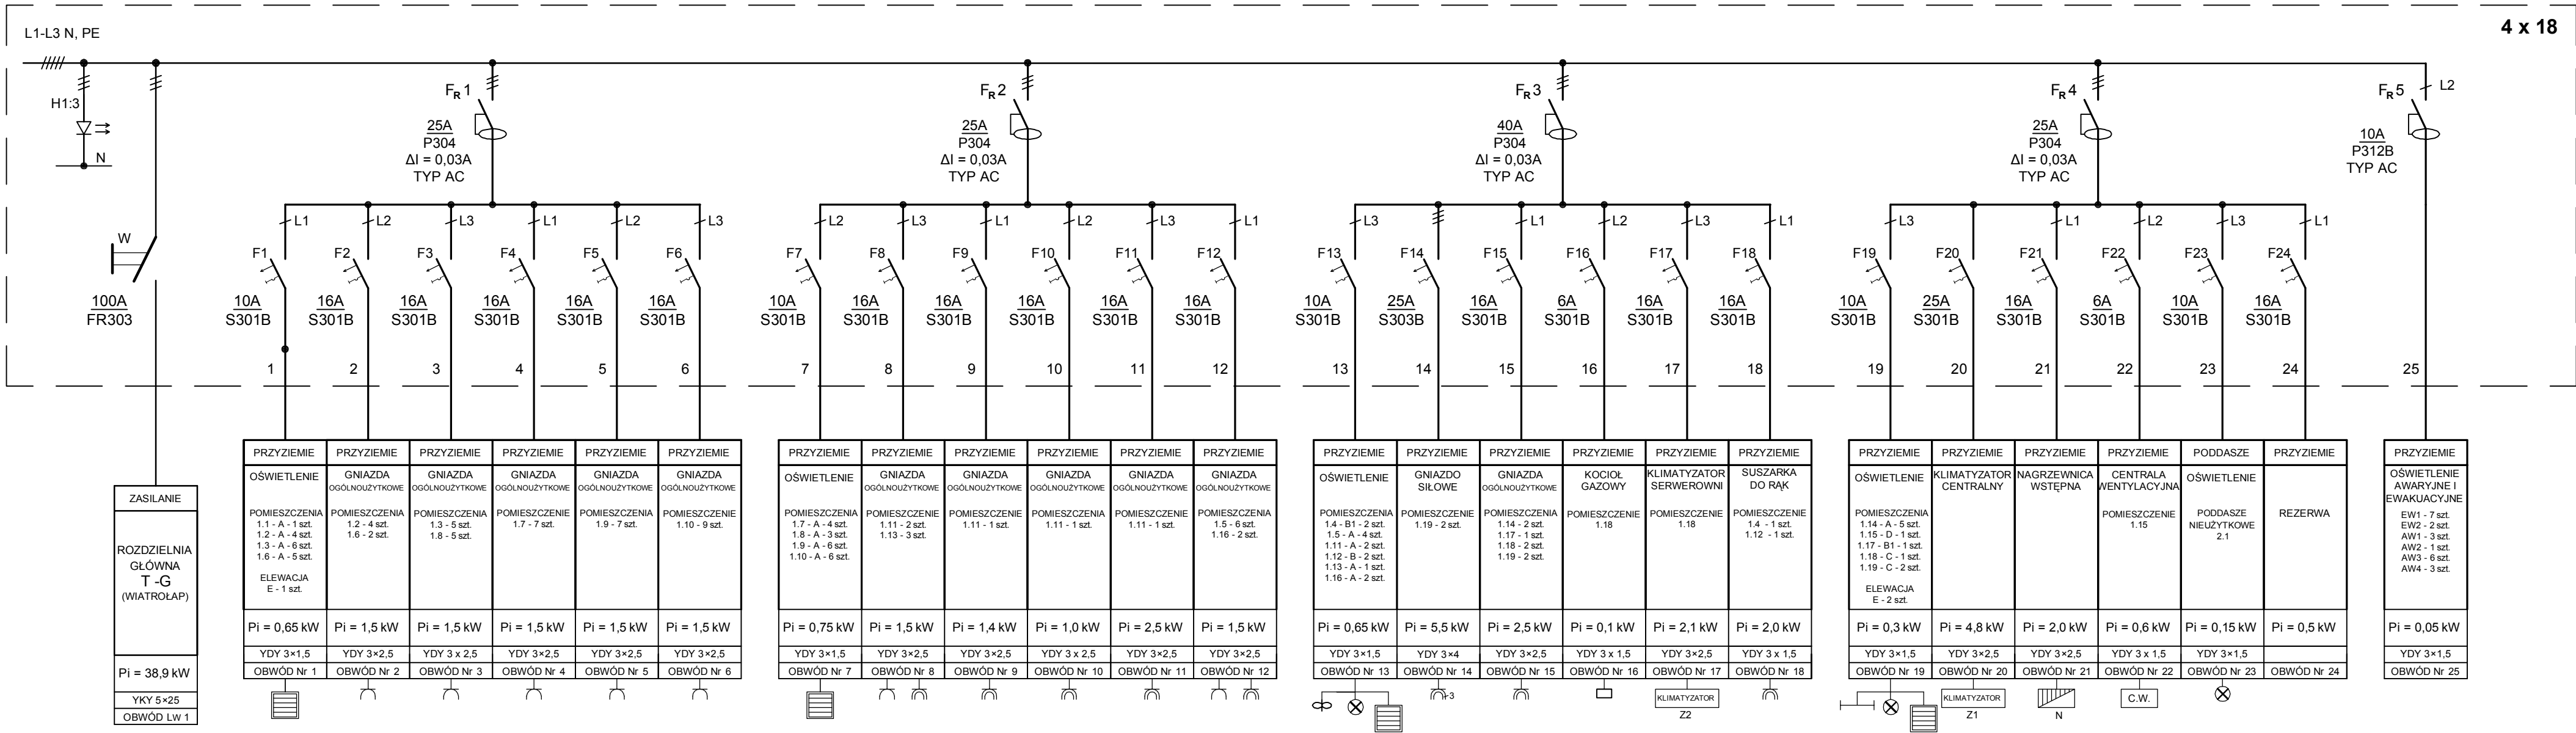 4 x 18
L1-L3 N, PE
H1:3
N
W
100A
FR303
ZASILANIE
ROZDZIELNIA
GŁÓWNA
T -G
(WIATROŁAP)
Pi = 38,9 kW
YKY 5×25
OBWÓD Lw 1
FR 1
25A
P304
ΔI = 0,03A
TYP AC
L1
F1
10A
S301B
1
PRZYZIEMIE
OŚWIETLENIE
POMIESZCZENIA
1.1 - A - 1 szt.
1.2 - A - 4 szt.
1.3 - A - 6 szt.
1.6 - A - 5 szt.
ELEWACJA
E - 1 szt.
Pi = 0,65 kW
YDY 3×1,5
OBWÓD Nr 1
L2
F2
16A
S301B
2
PRZYZIEMIE
GNIAZDA
OGÓLNOUŻYTKOWE
POMIESZCZENIA
1.2 - 4 szt.
1.6 - 2 szt.
Pi = 1,5 kW
YDY 3×2,5
OBWÓD Nr 2
L3
F3
16A
S301B
3
PRZYZIEMIE
GNIAZDA
OGÓLNOUŻYTKOWE
POMIESZCZENIA
1.3 - 5 szt.
1.8 - 5 szt.
Pi = 1,5 kW
YDY 3 x 2,5
OBWÓD Nr 3
L1
F4
16A
S301B
4
PRZYZIEMIE
GNIAZDA
OGÓLNOUŻYTKOWE
POMIESZCZENIE
1.7 - 7 szt.
Pi = 1,5 kW
YDY 3×2,5
OBWÓD Nr 4
L2
F5
16A
S301B
5
PRZYZIEMIE
GNIAZDA
OGÓLNOUŻYTKOWE
POMIESZCZENIE
1.9 - 7 szt.
Pi = 1,5 kW
YDY 3×2,5
OBWÓD Nr 5
L3
F6
16A
S301B
6
PRZYZIEMIE
GNIAZDA
OGÓLNOUŻYTKOWE
POMIESZCZENIE
1.10 - 9 szt.
Pi = 1,5 kW
YDY 3×2,5
OBWÓD Nr 6
FR 2
25A
P304
ΔI = 0,03A
TYP AC
L2
F7
10A
S301B
7
PRZYZIEMIE
OŚWIETLENIE
POMIESZCZENIA
1.7 - A - 4 szt.
1.8 - A - 3 szt.
1.9 - A - 6 szt.
1.10 - A - 6 szt.
Pi = 0,75 kW
YDY 3×1,5
OBWÓD Nr 7
L3
F8
16A
S301B
8
PRZYZIEMIE
GNIAZDA
OGÓLNOUŻYTKOWE
POMIESZCZENIA
1.11 - 2 szt.
1.13 - 3 szt.
Pi = 1,5 kW
YDY 3×2,5
OBWÓD Nr 8
L1
F9
16A
S301B
9
PRZYZIEMIE
GNIAZDA
OGÓLNOUŻYTKOWE
POMIESZCZENIE
1.11 - 1 szt.
Pi = 1,4 kW
YDY 3×2,5
OBWÓD Nr 9
L2
F10
16A
S301B
10
PRZYZIEMIE
GNIAZDA
OGÓLNOUŻYTKOWE
POMIESZCZENIE
1.11 - 1 szt.
Pi = 1,0 kW
YDY 3 x 2,5
OBWÓD Nr 10
L3
F11
16A
S301B
11
PRZYZIEMIE
GNIAZDA
OGÓLNOUŻYTKOWE
POMIESZCZENIE
1.11 - 1 szt.
Pi = 2,5 kW
YDY 3×2,5
OBWÓD Nr 11
L1
F12
16A
S301B
12
PRZYZIEMIE
GNIAZDA
OGÓLNOUŻYTKOWE
POMIESZCZENIA
1.5 - 6 szt.
1.16 - 2 szt.
Pi = 1,5 kW
YDY 3×2,5
OBWÓD Nr 12
FR 3
40A
P304
ΔI = 0,03A
TYP AC
L3
F13
10A
S301B
13
PRZYZIEMIE
OŚWIETLENIE
POMIESZCZENIA
1.4 - B1 - 2 szt.
1.5 - A - 4 szt.
1.11 - A - 2 szt.
1.12 - B - 2 szt.
1.13 - A - 1 szt.
1.16 - A - 2 szt.
Pi = 0,65 kW
YDY 3×1,5
OBWÓD Nr 13
F14
25A
S303B
14
PRZYZIEMIE
GNIAZDO
SIŁOWE
POMIESZCZENIE
1.19 - 2 szt.
Pi = 5,5 kW
YDY 3×4
OBWÓD Nr 14
3
L1
F15
16A
S301B
15
PRZYZIEMIE
GNIAZDA
OGÓLNOUŻYTKOWE
POMIESZCZENIA
1.14 - 2 szt.
1.17 - 1 szt.
1.18 - 2 szt.
1.19 - 2 szt.
Pi = 2,5 kW
YDY 3×2,5
OBWÓD Nr 15
L2
F16
6A
S301B
16
PRZYZIEMIE
KOCIOŁ
GAZOWY
POMIESZCZENIE
1.18
Pi = 0,1 kW
YDY 3 x 1,5
OBWÓD Nr 16
L3
F17
16A
S301B
17
PRZYZIEMIE
KLIMATYZATOR
SERWEROWNI
POMIESZCZENIE
1.18
Pi = 2,1 kW
YDY 3×2,5
OBWÓD Nr 17
KLIMATYZATOR
Z2
L1
F18
16A
S301B
18
PRZYZIEMIE
SUSZARKA
DO RĄK
POMIESZCZENIA
1.4 - 1 szt.
1.12 - 1 szt.
Pi = 2,0 kW
YDY 3 x 1,5
OBWÓD Nr 18
FR 4
25A
P304
ΔI = 0,03A
TYP AC
L3
F19
10A
S301B
19
PRZYZIEMIE
OŚWIETLENIE
POMIESZCZENIA
1.14 - A - 5 szt.
1.15 - D - 1 szt.
1.17 - B1 - 1 szt.
1.18 - C - 1 szt.
1.19 - C - 2 szt.
ELEWACJA
E - 2 szt.
Pi = 0,3 kW
YDY 3×1,5
OBWÓD Nr 19
F20
25A
S301B
20
PRZYZIEMIE
KLIMATYZATOR
CENTRALNY
Pi = 4,8 kW
YDY 3×2,5
OBWÓD Nr 20
KLIMATYZATOR
Z1
L1
F21
16A
S301B
21
PRZYZIEMIE
NAGRZEWNICA
WSTĘPNA
Pi = 2,0 kW
YDY 3×2,5
OBWÓD Nr 21
N
L2
F22
6A
S301B
22
PRZYZIEMIE
CENTRALA
WENTYLACYJNA
POMIESZCZENIE
1.15
Pi = 0,6 kW
YDY 3 x 1,5
OBWÓD Nr 22
C.W.
L3
F23
10A
S301B
23
PODDASZE
OŚWIETLENIE
PODDASZE
NIEUŻYTKOWE
2.1
Pi = 0,15 kW
YDY 3×1,5
OBWÓD Nr 23
L1
F24
16A
S301B
24
PRZYZIEMIE
REZERWA
Pi = 0,5 kW
OBWÓD Nr 24
FR 5
L2
10A
P312B
TYP AC
25
PRZYZIEMIE
OŚWIETLENIE
AWARYJNE I
EWAKUACYJNE
EW1 - 7 szt.
EW2 - 2 szt.
AW1 - 3 szt.
AW2 - 1 szt.
AW3 - 6 szt.
AW4 - 3 szt.
Pi = 0,05 kW
YDY 3×1,5
OBWÓD Nr 25